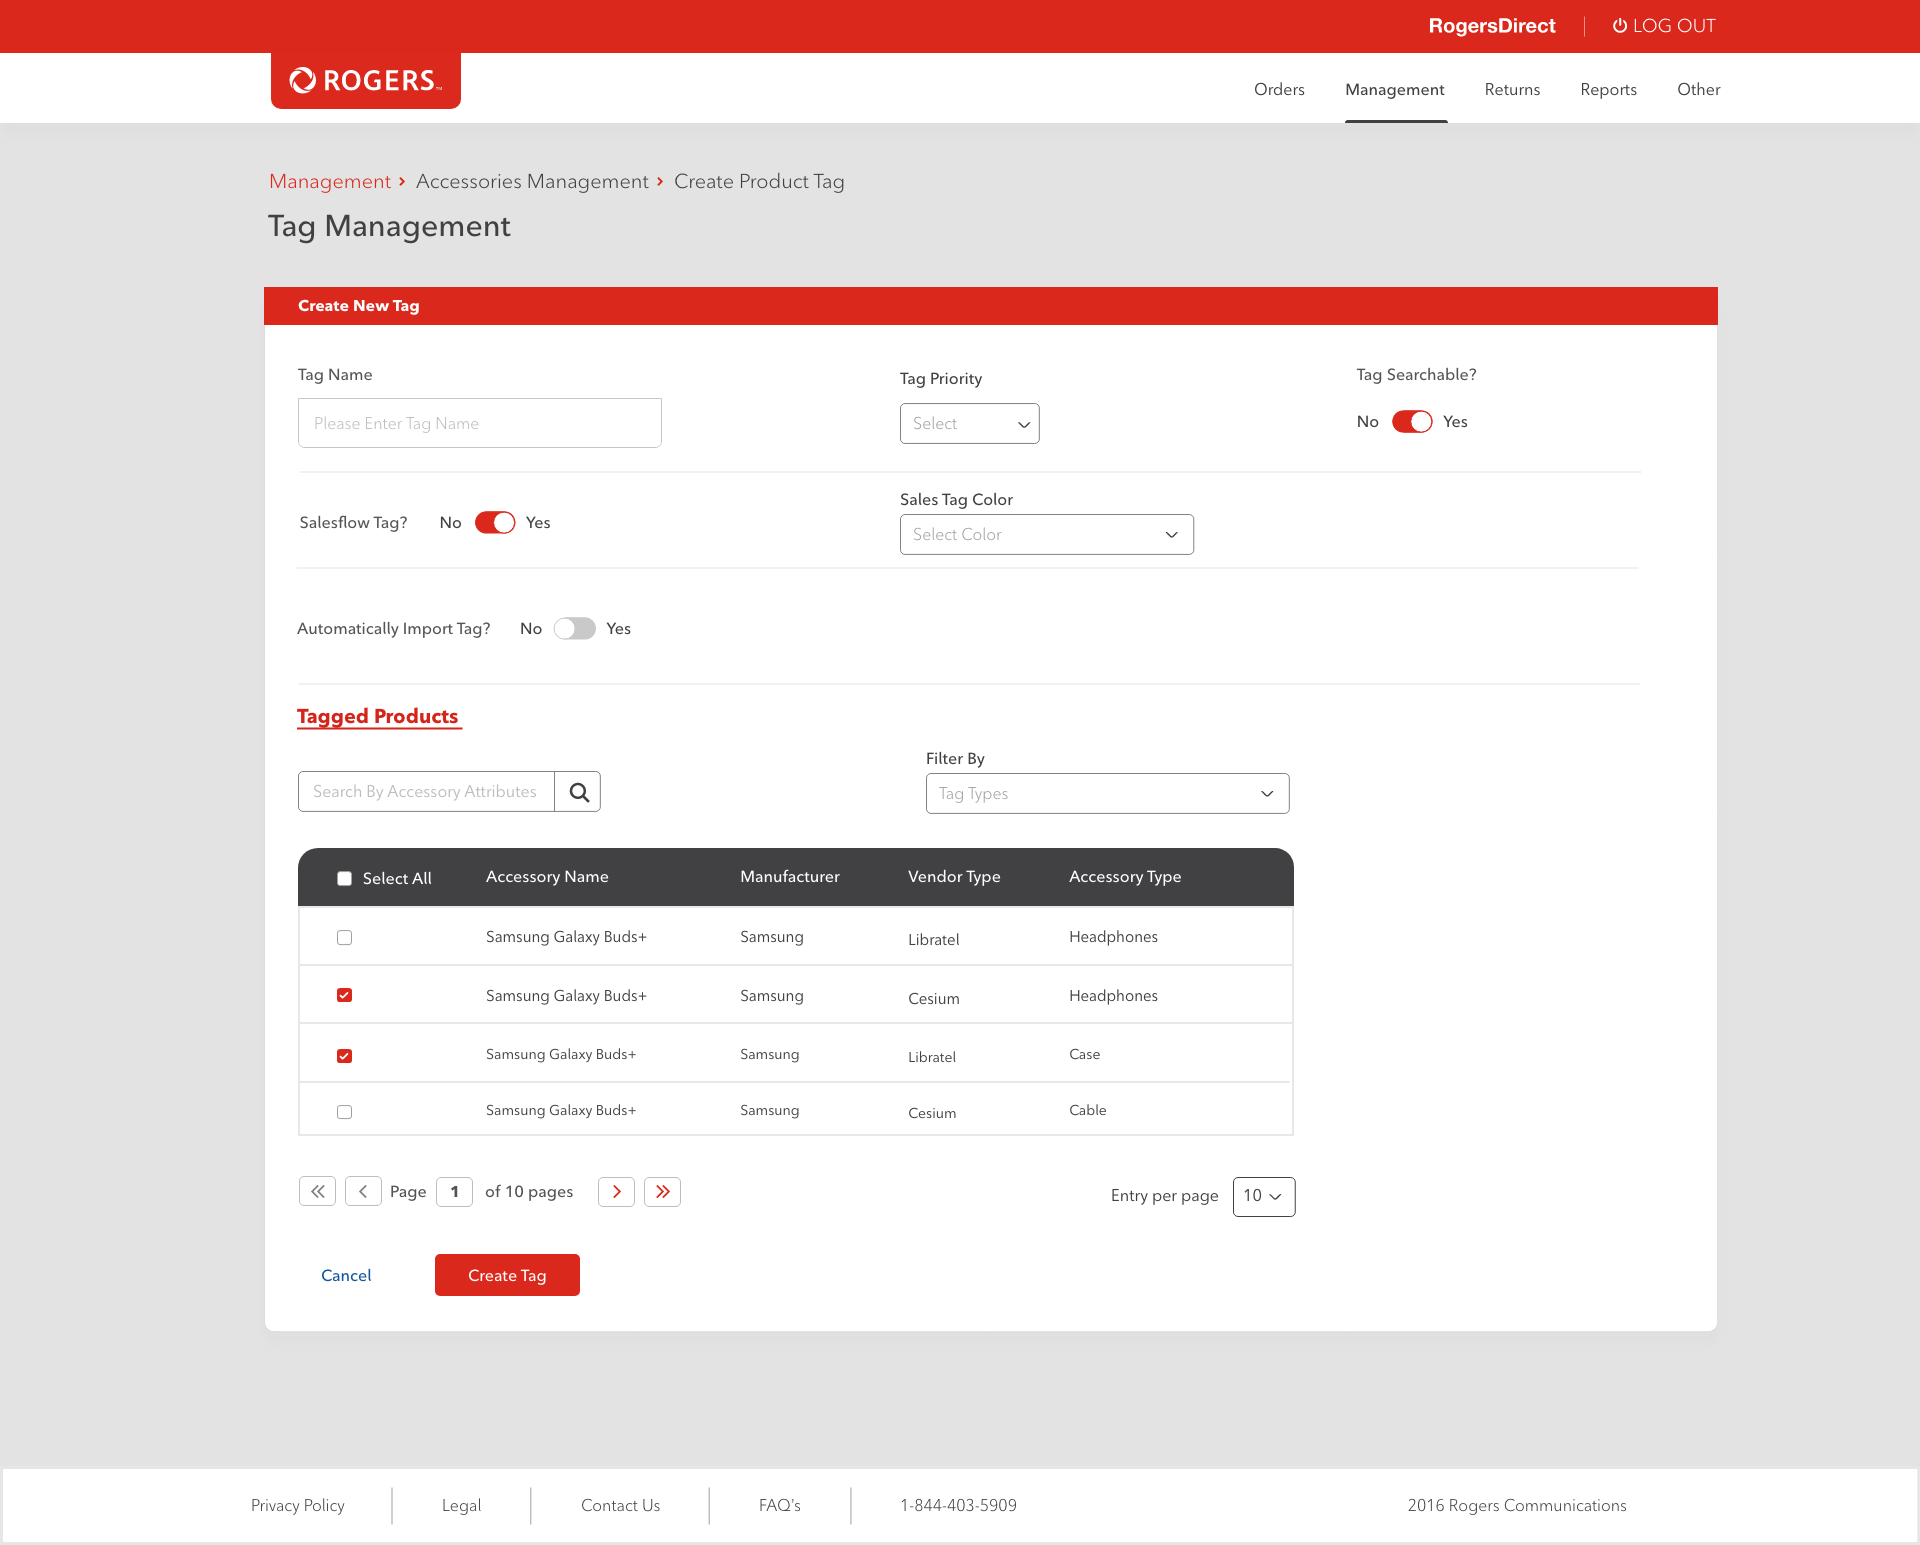 RogersDirect
LOG OUT
ROGERS™
Orders
Management
Returns
Reports
Other
Management › Accessories Management › Create Product Tag
Tag Management
Create New Tag
Tag Name
Tag Priority
Tag Searchable?
Please Enter Tag Name
Select
No
Yes
Salesflow Tag?
No
Yes
Sales Tag Color
Select Color
Automatically Import Tag?
No
Yes
Tagged Products
Search By Accessory Attributes
Filter By
Tag Types
Select All Accessory Name Manufacturer Vendor Type Accessory Type
Samsung Galaxy Buds+ Samsung Libratel Headphones
Samsung Galaxy Buds+ Samsung Cesium Headphones
Samsung Galaxy Buds+ Samsung Libratel Case
Samsung Galaxy Buds+ Samsung Cesium Cable
Page 1 of 10 pages
Entry per page 10
Cancel
Create Tag
Privacy Policy
Legal
Contact Us
FAQ's
1-844-403-5909
2016 Rogers Communications